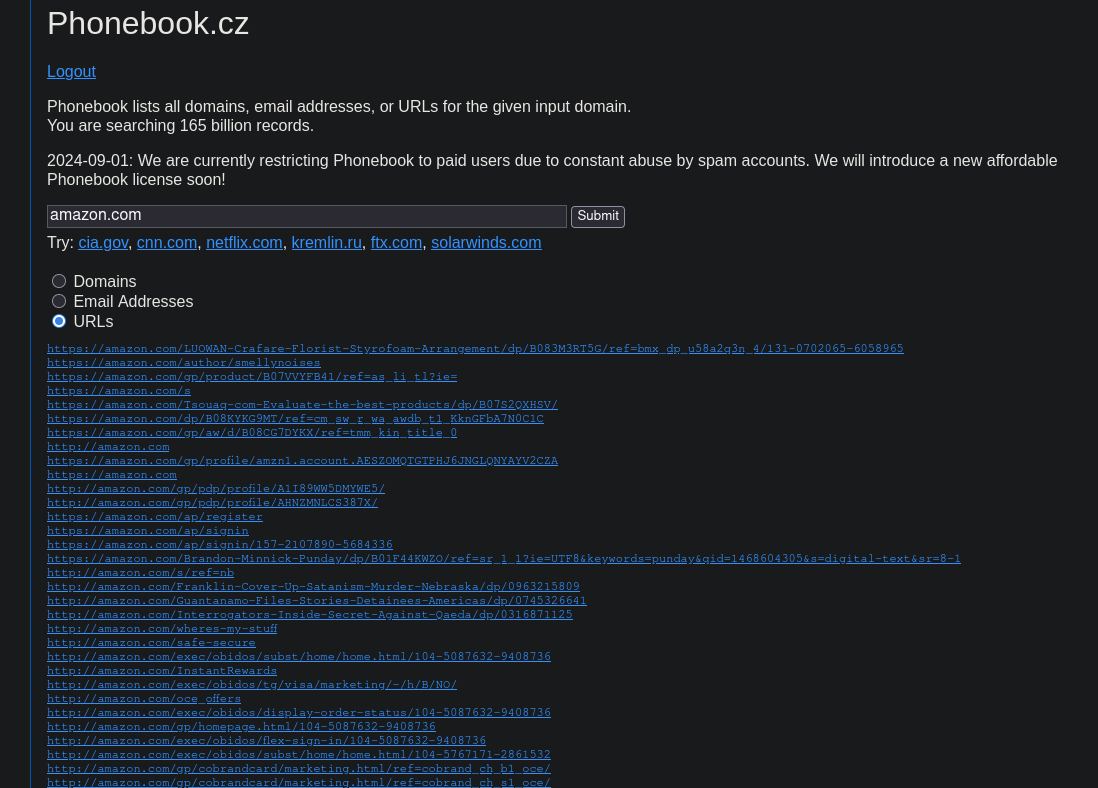 Phonebook.cz
Logout
Phonebook lists all domains, email addresses, or URLs for the given input domain.
You are searching 165 billion records.
2024-09-01: We are currently restricting Phonebook to paid users due to constant abuse by spam accounts. We will introduce a new affordable
Phonebook license soon!
amazon.com Submit
Try: cia.gov, cnn.com, netflix.com, kremlin.ru, ftx.com, solarwinds.com
Domains
Email Addresses
URLs
https://amazon.com/LUOWAN-Crafare-Florist-Styrofoam-Arrangement/dp/B083M3RT5G/ref=bmx_dp_u58a2q3n_4/131-0702065-6058965
https://amazon.com/author/smellynoises
https://amazon.com/gp/product/B07VVYFB41/ref=as_li_tl?ie=
https://amazon.com/s
https://amazon.com/Tsouaq-com-Evaluate-the-best-products/dp/B07S2QXHSV/
https://amazon.com/dp/B08KYKG9MT/ref=cm_sw_r_wa_awdb_t1_KknGFbA7N0C1C
https://amazon.com/gp/aw/d/B08CG7DYKX/ref=tmm_kin_title_0
http://amazon.com
https://amazon.com/gp/profile/amzn1.account.AESZOMQTGTPHJ6JNGLQNYAYV2CZA
https://amazon.com
http://amazon.com/gp/pdp/profile/A1I89WW5DMYWE5/
http://amazon.com/gp/pdp/profile/AHNZMNLCS387X/
https://amazon.com/ap/register
https://amazon.com/ap/signin
https://amazon.com/ap/signin/157-2107890-5684336
https://amazon.com/Brandon-Minnick-Punday/dp/B01F44KWZO/ref=sr_1_1?ie=UTF8&keywords=punday&qid=1468604305&s=digital-text&sr=8-1
http://amazon.com/s/ref=nb
http://amazon.com/Franklin-Cover-Up-Satanism-Murder-Nebraska/dp/0963215809
http://amazon.com/Guantanamo-Files-Stories-Detainees-Americas/dp/0745326641
http://amazon.com/Interrogators-Inside-Secret-Against-Qaeda/dp/0316871125
http://amazon.com/wheres-my-stuff
http://amazon.com/safe-secure
http://amazon.com/exec/obidos/subst/home/home.html/104-5087632-9408736
http://amazon.com/InstantRewards
http://amazon.com/exec/obidos/tg/visa/marketing/-/h/B/NO/
http://amazon.com/oce_offers
http://amazon.com/exec/obidos/display-order-status/104-5087632-9408736
http://amazon.com/gp/homepage.html/104-5087632-9408736
http://amazon.com/exec/obidos/flex-sign-in/104-5087632-9408736
http://amazon.com/exec/obidos/subst/home/home.html/104-5767171-2861532
http://amazon.com/gp/cobrandcard/marketing.html/ref=cobrand_ch_b1_oce/
http://amazon.com/gp/cobrandcard/marketing.html/ref=cobrand_ch_s1_oce/